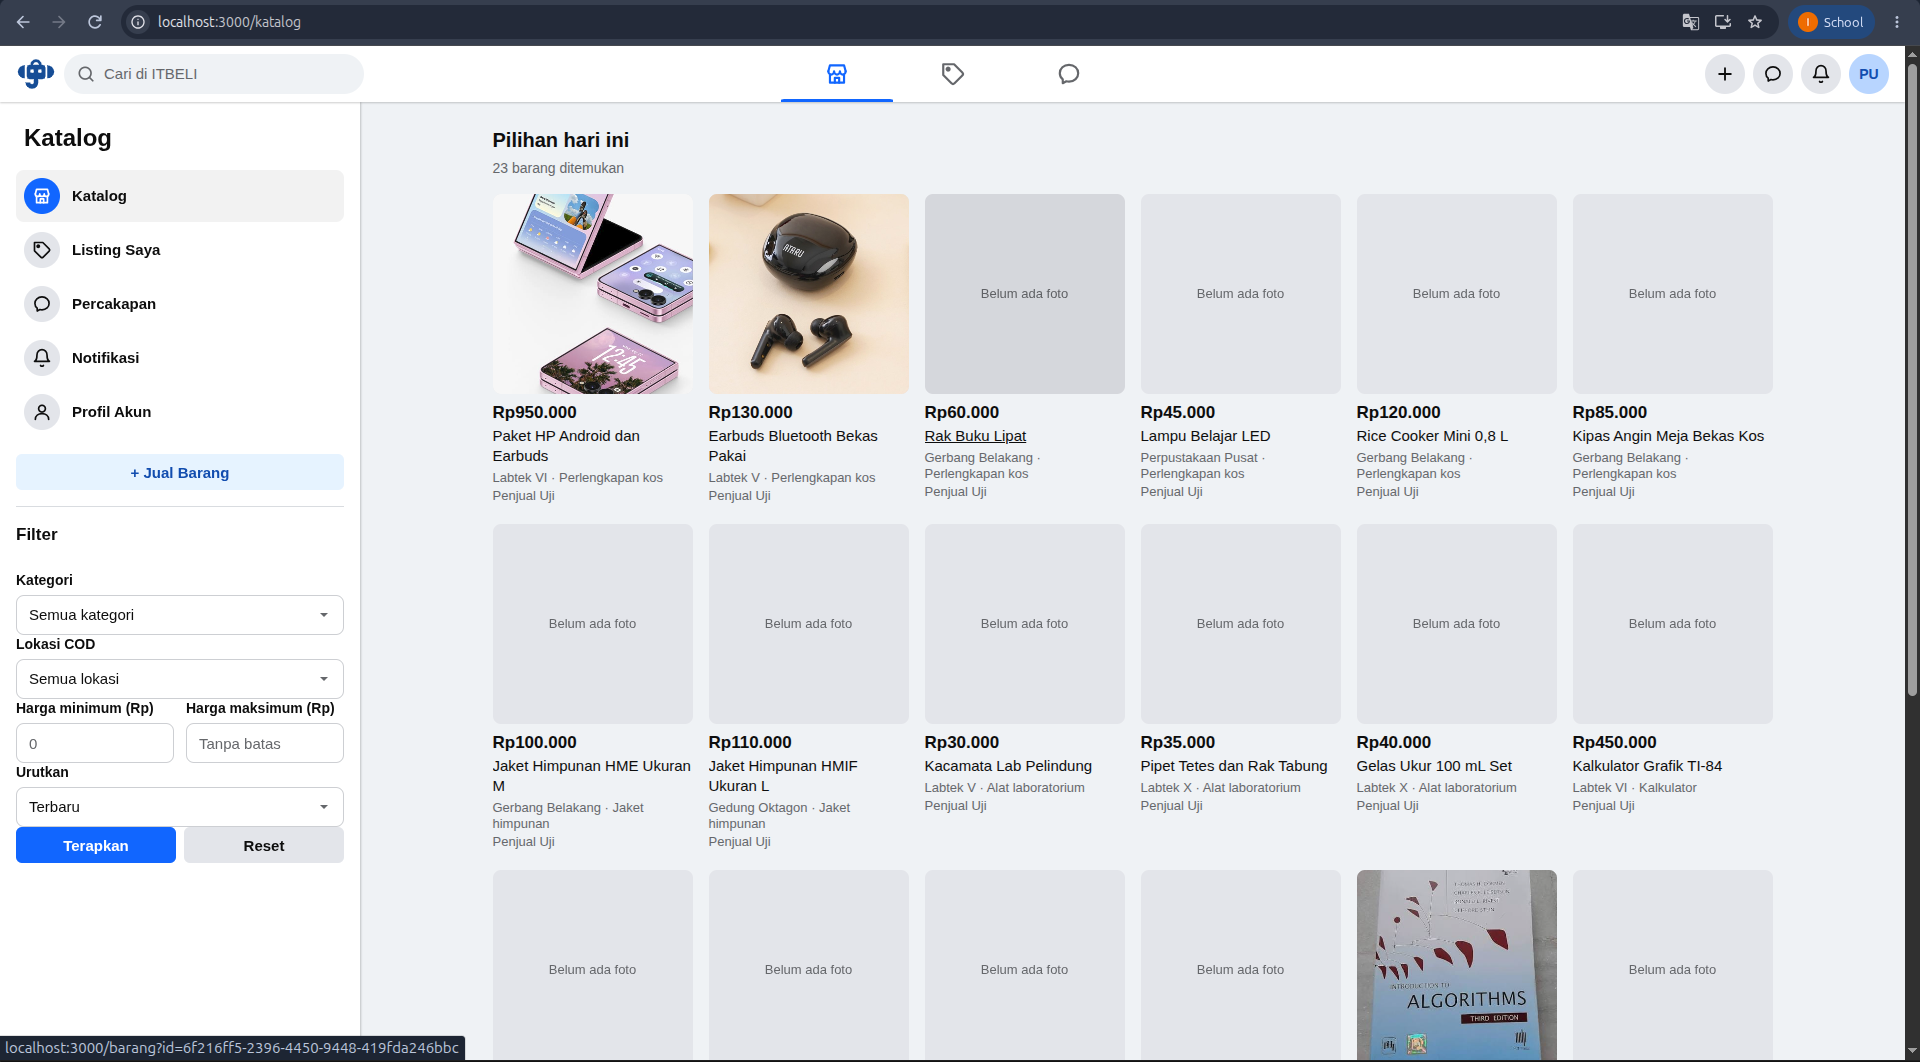 localhost:3000/katalog
School
Cari di ITBELI
PU
Katalog
Katalog
Listing Saya
Percakapan
Notifikasi
Profil Akun
+ Jual Barang
Filter
Kategori
Semua kategori
Lokasi COD
Semua lokasi
Harga minimum (Rp) Harga maksimum (Rp)
0 Tanpa batas
Urutkan
Terbaru
Terapkan Reset
Pilihan hari ini
23 barang ditemukan
12:45
Rp950.000
Paket HP Android dan
Earbuds
Labtek VI · Perlengkapan kos
Penjual Uji
ATARU
Rp130.000
Earbuds Bluetooth Bekas
Pakai
Labtek V · Perlengkapan kos
Penjual Uji
Belum ada foto
Rp60.000
Rak Buku Lipat
Gerbang Belakang ·
Perlengkapan kos
Penjual Uji
Belum ada foto
Rp45.000
Lampu Belajar LED
Perpustakaan Pusat ·
Perlengkapan kos
Penjual Uji
Belum ada foto
Rp120.000
Rice Cooker Mini 0,8 L
Gerbang Belakang ·
Perlengkapan kos
Penjual Uji
Belum ada foto
Rp85.000
Kipas Angin Meja Bekas Kos
Gerbang Belakang ·
Perlengkapan kos
Penjual Uji
Belum ada foto
Rp100.000
Jaket Himpunan HME Ukuran
M
Gerbang Belakang · Jaket
himpunan
Penjual Uji
Belum ada foto
Rp110.000
Jaket Himpunan HMIF
Ukuran L
Gedung Oktagon · Jaket
himpunan
Penjual Uji
Belum ada foto
Rp30.000
Kacamata Lab Pelindung
Labtek V · Alat laboratorium
Penjual Uji
Belum ada foto
Rp35.000
Pipet Tetes dan Rak Tabung
Labtek X · Alat laboratorium
Penjual Uji
Belum ada foto
Rp40.000
Gelas Ukur 100 mL Set
Labtek X · Alat laboratorium
Penjual Uji
Belum ada foto
Rp450.000
Kalkulator Grafik TI-84
Labtek VI · Kalkulator
Penjual Uji
Belum ada foto
Belum ada foto
Belum ada foto
Belum ada foto
INTRODUCTION TO
ALGORITHMS
THIRD EDITION
Belum ada foto
localhost:3000/barang?id=6f216ff5-2396-4450-9448-419fda246bbc